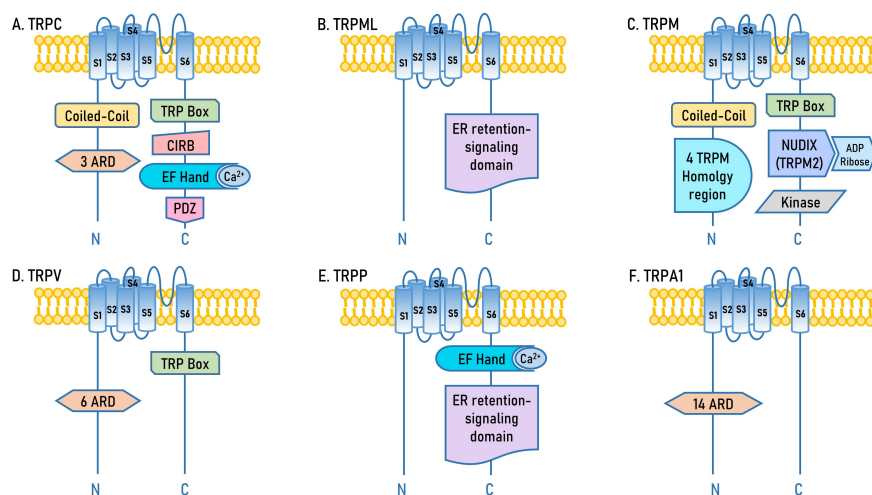 A. TRPC
S1
S2
S3
S4
S5
S6
Coiled-Coil
TRP Box
CIRB
3 ARD
EF Hand
Ca2+
PDZ
N
C
B. TRPML
S1
S2
S3
S4
S5
S6
ER retention-
signaling
domain
N
C
C. TRPM
S1
S2
S3
S4
S5
S6
Coiled-Coil
TRP Box
4 TRPM
Homolgy
region
NUDIX
(TRPM2)
ADP
Ribose
Kinase
N
C
D. TRPV
S1
S2
S3
S4
S5
S6
TRP Box
6 ARD
N
C
E. TRPP
S1
S2
S3
S4
S5
S6
EF Hand
Ca2+
ER retention-
signaling
domain
N
C
F. TRPA1
S1
S2
S3
S4
S5
S6
14 ARD
N
C